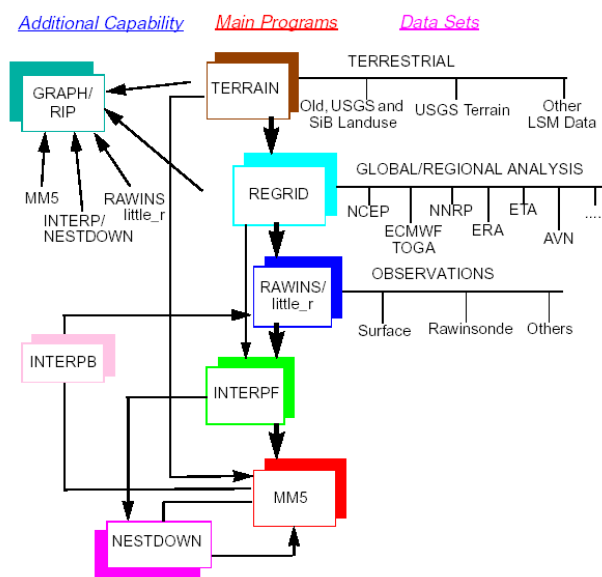 Additional Capability
Main Programs
Data Sets
GRAPH/
RIP
MM5
INTERP/
NESTDOWN
RAWINS
little_r
TERRAIN
TERRESTRIAL
Old, USGS and
SiB Landuse
USGS Terrain
Other
LSM Data
REGRID
GLOBAL/REGIONAL ANALYSIS
NCEP
ECMWF
TOGA
NNRP
ERA
ETA
AVN
....
RAWINS/
little_r
OBSERVATIONS
Surface
Rawinsonde
Others
INTERPB
INTERPF
MM5
NESTDOWN